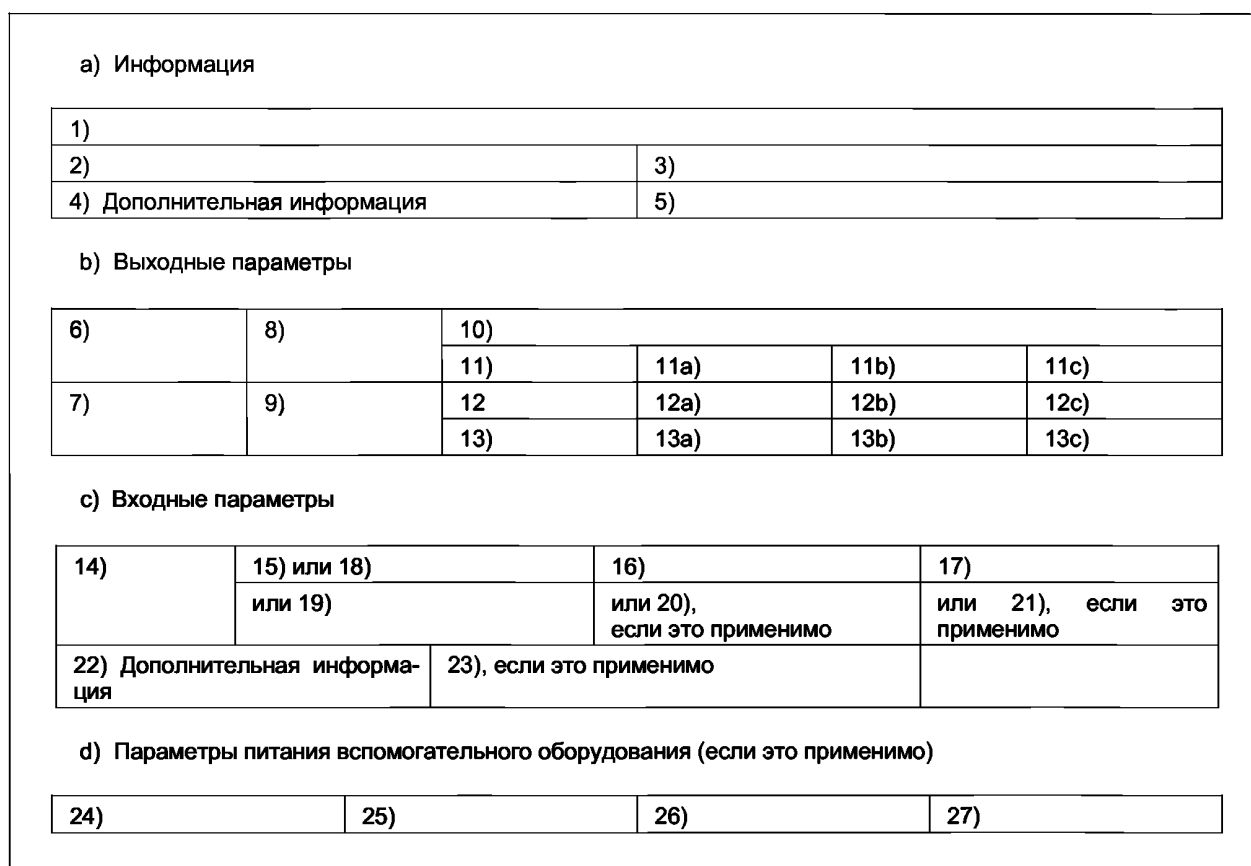 a) Информация
1)
2) 3)
4) Дополнительная информация 5)
b) Выходные параметры
6) 8) 10)
11) 11a) 11b) 11c)
7) 9) 12 12a) 12b) 12c)
13) 13a) 13b) 13c)
c) Входные параметры
14) 15) или 18) 16) 17)
или 19) или 20), или 21), если это
если это применимо применимо
22) Дополнительная информа- 23), если это применимо
ция
d) Параметры питания вспомогательного оборудования (если это применимо)
24) 25) 26) 27)